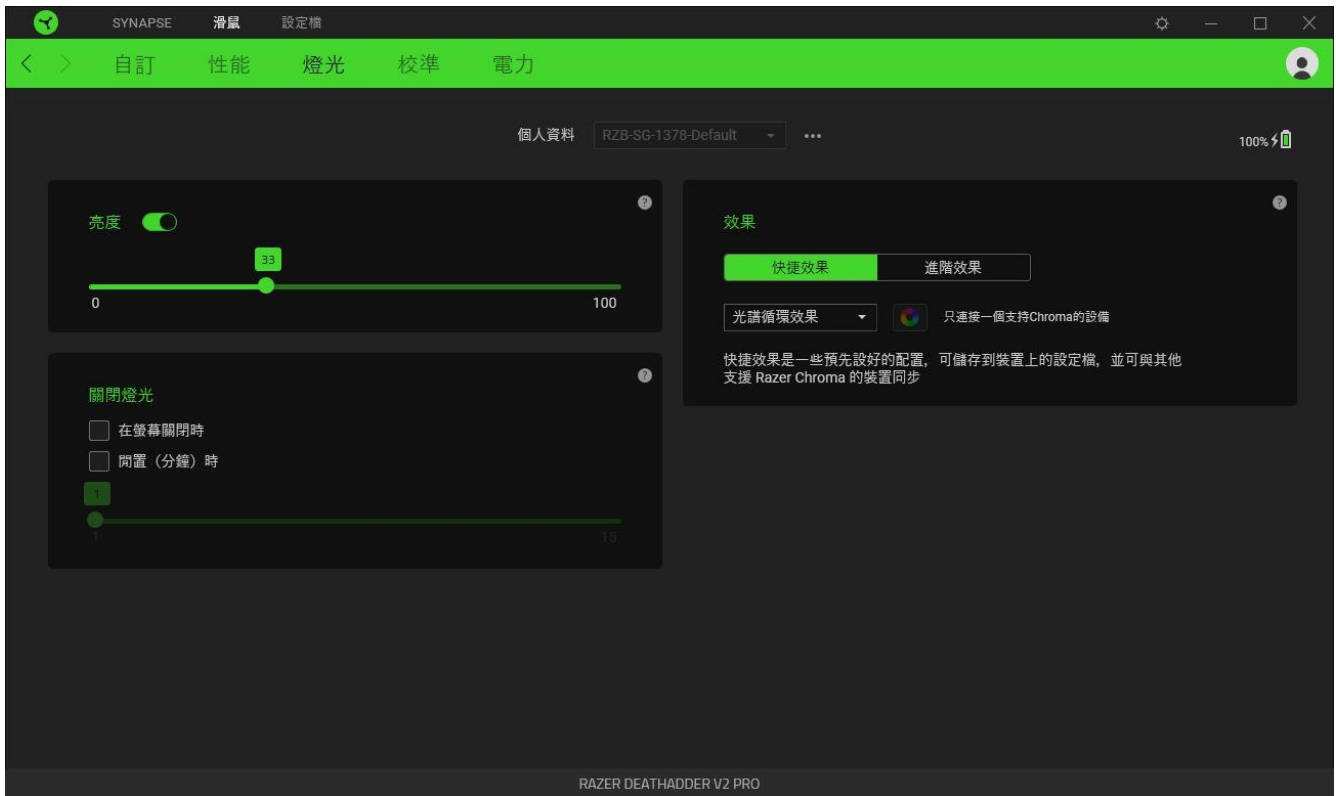 SYNAPSE 滑鼠 設定檔
自訂 性能 燈光 校準 電力
個人資料 RZB-SG-1378-Default
100%
亮度
33
0 100
關閉燈光
在螢幕關閉時
閒置（分鐘）時
1
1 15
效果
快捷效果 進階效果
光譜循環效果 只連接一個支持Chroma的設備
快捷效果是一些預先設好的配置，可儲存到裝置上的設定檔，並可與其他
支援 Razer Chroma 的裝置同步
RAZER DEATHADDER V2 PRO